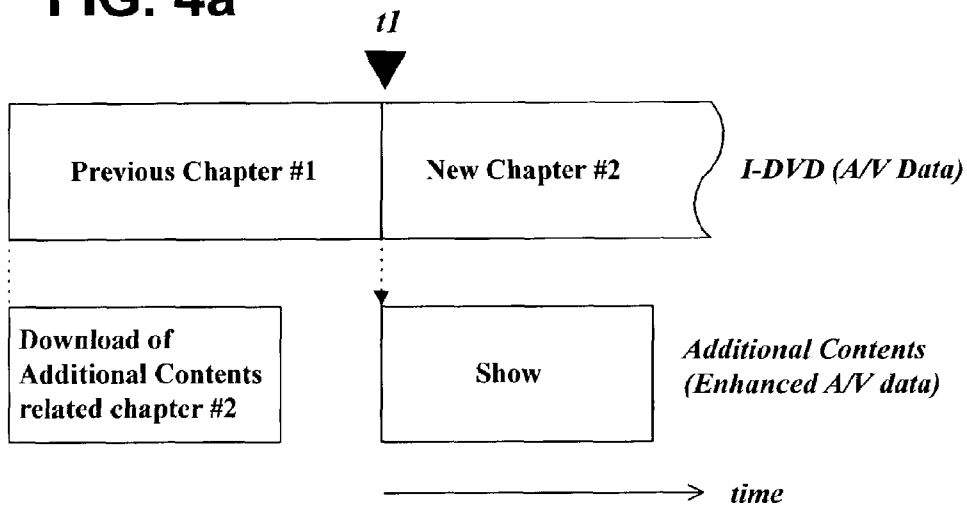 FIG. 4a
t1
Previous Chapter #1
New Chapter #2
I-DVD (A/V Data)
Download of
Additional Contents
related chapter #2
Show
Additional Contents
(Enhanced A/V data)
time